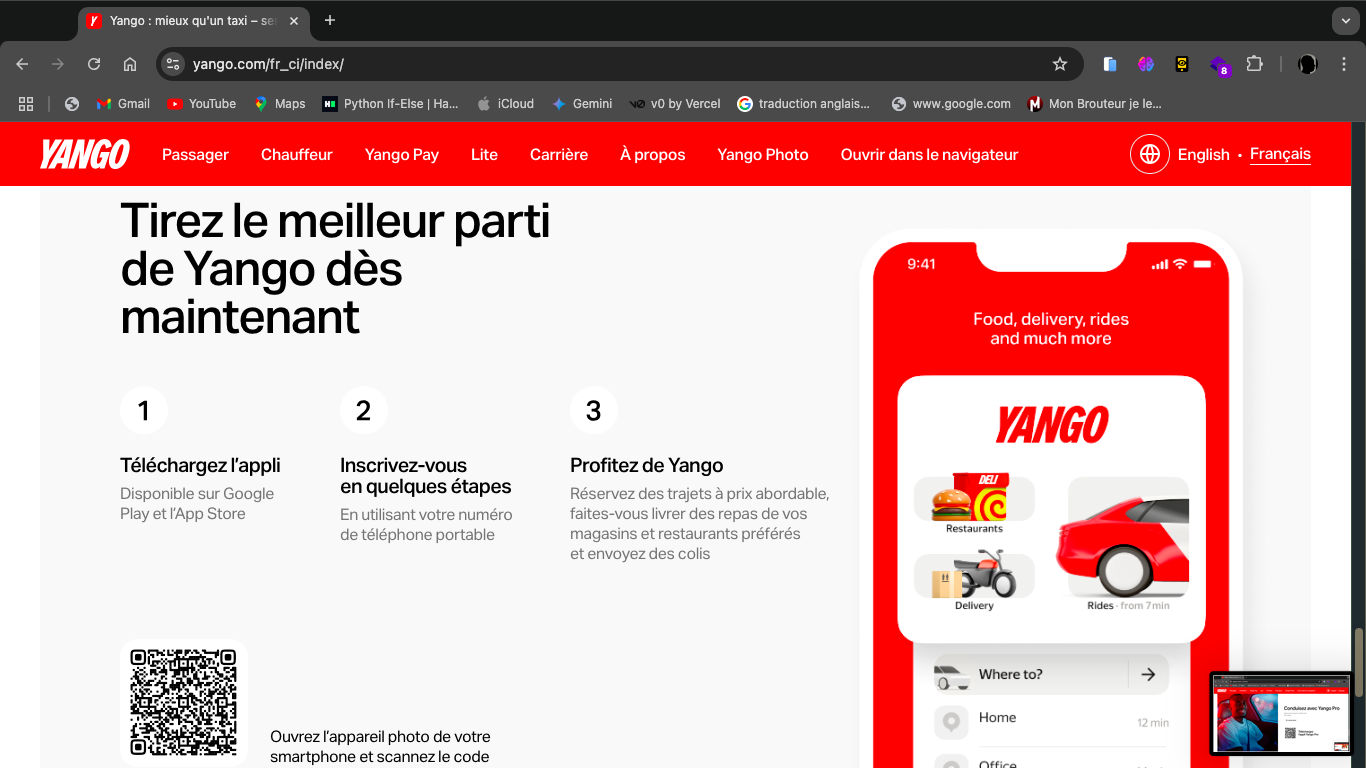 Yango : mieux qu'un taxi – se
yango.com/fr_ci/index/
8
Gmail
YouTube
Maps
Python If-Else | Ha...
iCloud
Gemini
v0 by Vercel
traduction anglais...
www.google.com
Mon Brouteur je le...
YANGO
Passager
Chauffeur
Yango Pay
Lite
Carrière
À propos
Yango Photo
Ouvrir dans le navigateur
English • Français
Tirez le meilleur parti
de Yango dès
maintenant
1
Téléchargez l'appli
Disponible sur Google
Play et l'App Store
2
Inscrivez-vous
en quelques étapes
En utilisant votre numéro
de téléphone portable
3
Profitez de Yango
Réservez des trajets à prix abordable,
faites-vous livrer des repas de vos
magasins et restaurants préférés
et envoyez des colis
Ouvrez l'appareil photo de votre
smartphone et scannez le code
9:41
Food, delivery, rides
and much more
YANGO
DELI
Restaurants
Delivery
Rides · from 7 min
Where to?
Home
12 min
Office
Conduisez avec Yango Pro